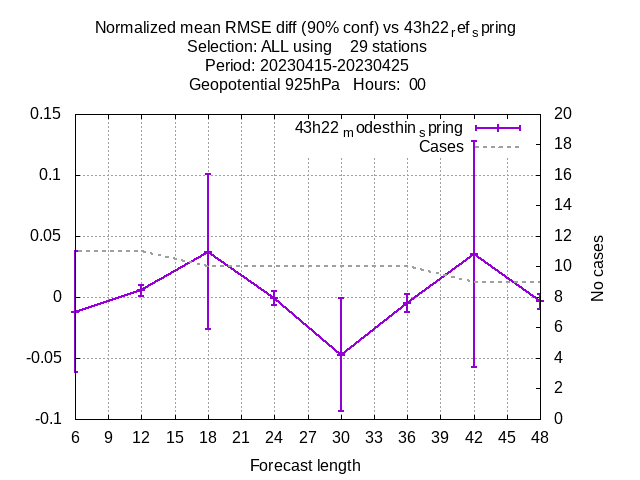 Normalized mean RMSE diff (90% conf) vs 43h22refspring
Selection: ALL using 29 stations
Period: 20230415-20230425
Geopotential 925hPa Hours: 00
43h22modesthinspring
Cases
0.15
0.1
0.05
0
-0.05
-0.1
20
18
16
14
12
10
8
6
4
2
0
No cases
6 9 12 15 18 21 24 27 30 33 36 39 42 45 48
Forecast length